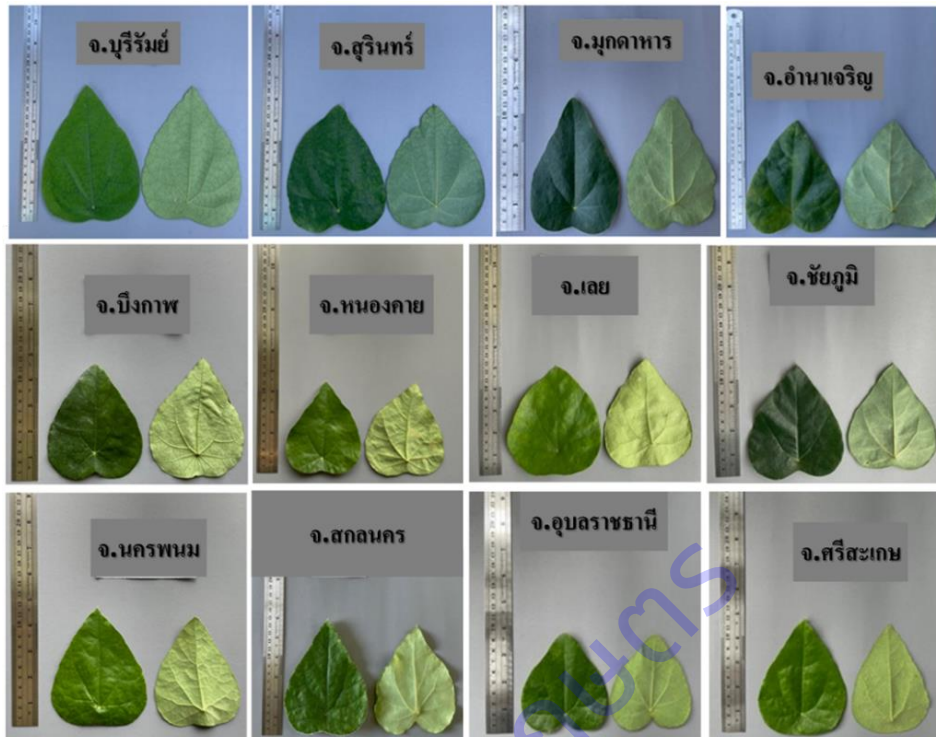 จ.บุรีรัมย์
จ.สุรินทร์
จ.มุกดาหาร
จ.อำนาเจริญ
จ.บึงกาฬ
จ.หนองคาย
จ.เลย
จ.ชัยภูมิ
จ.นครพนม
จ.สกลนคร
จ.อุบลราชธานี
จ.ศรีสะเกษ